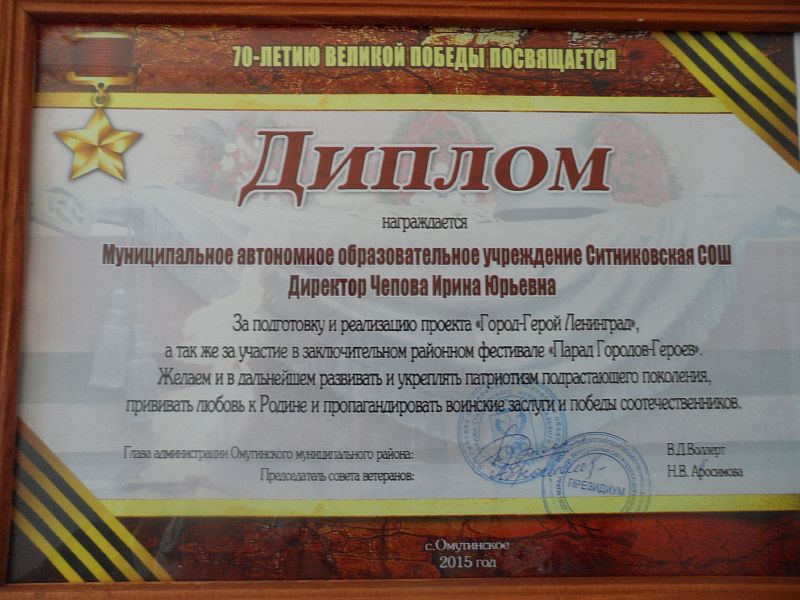 70-ЛЕТИЮ ВЕЛИКОЙ ПОБЕДЫ ПОСВЯЩАЕТСЯ
ДИПЛОМ
награждается
Муниципальное автономное образовательное учреждение Ситниковская СОШ
Директор Чепова Ирина Юрьевна
За подготовку и реализацию проекта «Город-Герой Ленинград»,
а так же за участие в заключительном районном фестивале «Парад Городов-Героев».
Желаем и в дальнейшем развивать и укреплять патриотизм подрастающего поколения,
прививать любовь к Родине и пропагандировать воинские заслуги и победы соотечественников.
Глава администрации Омутинского муниципального района:
В.Д.Воллерт
Председатель совета ветеранов:
Н.В. Афосимова
ПРЕЗИДИУМ
с.Омутинское
2015 год